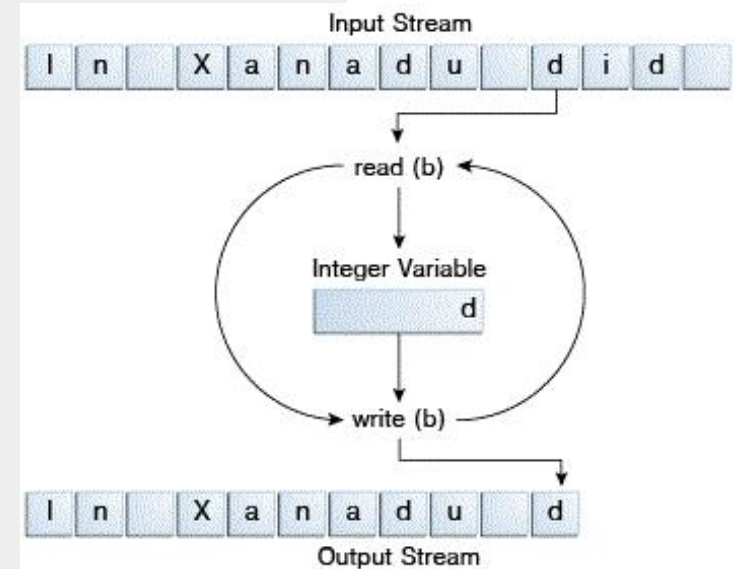 Input Stream
I n X a n a d u d i d
read (b)
Integer Variable
d
write (b)
I n X a n a d u d
Output Stream